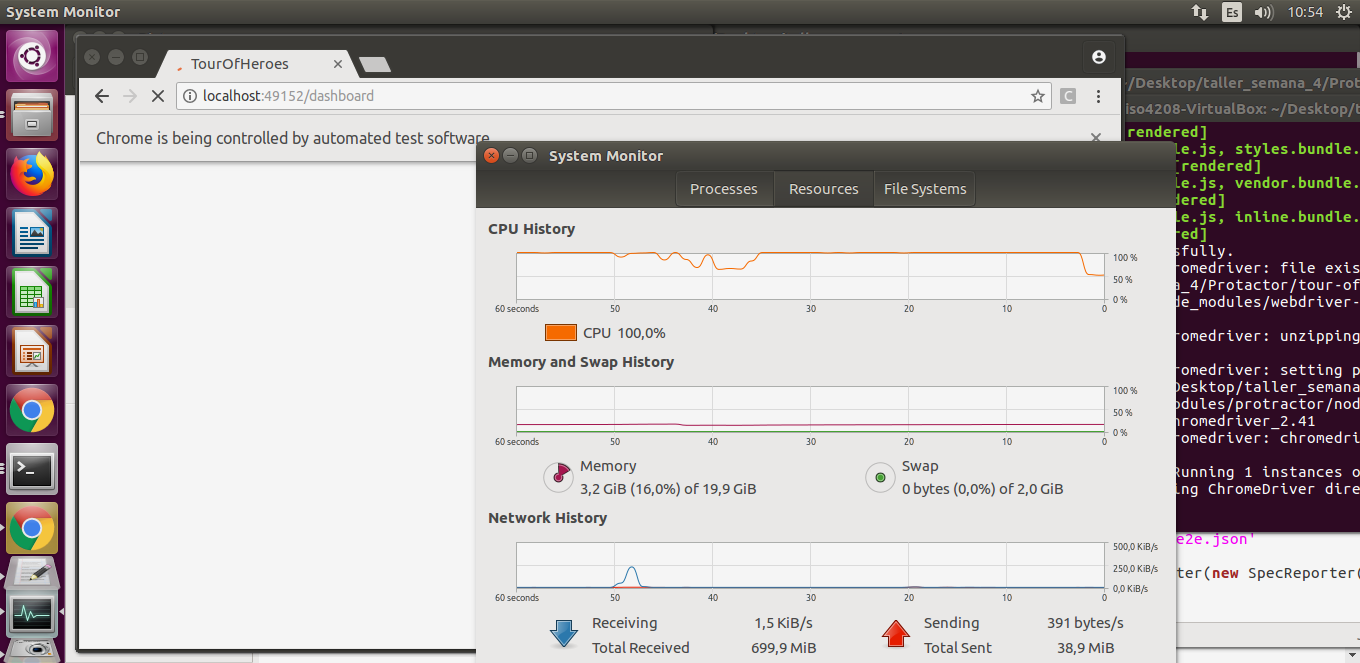 System Monitor
Es
10:54
TourOfHeroes
localhost:49152/dashboard
C
Chrome is being controlled by automated test software.
~/Desktop/taller_semana_4/Prot
iso4208-VirtualBox: ~/Desktop/t
rendered]
le.js, styles.bundle.
[rendered]
le.js, vendor.bundle.
dered]
le.js, inline.bundle.
red]
sfully.
romedriver: file exis
a_4/Protactor/tour-of
de_modules/webdriver-
romedriver: unzipping
romedriver: setting p
Desktop/taller_semana
odules/protractor/nod
hromedriver_2.41
romedriver: chromedri
Running 1 instances o
ing ChromeDriver dire
e2e.json'
ter(new SpecReporter(
System Monitor
Processes
Resources
File Systems
CPU History
100 %
50 %
0 %
60 seconds 50 40 30 20 10 0
CPU 100,0%
Memory and Swap History
100 %
50 %
0 %
60 seconds 50 40 30 20 10 0
Memory
3,2 GiB (16,0%) of 19,9 GiB
Swap
0 bytes (0,0%) of 2,0 GiB
Network History
500,0 KiB/s
250,0 KiB/s
0,0 KiB/s
60 seconds 50 40 30 20 10 0
Receiving 1,5 KiB/s
Total Received 699,9 MiB
Sending 391 bytes/s
Total Sent 38,9 MiB